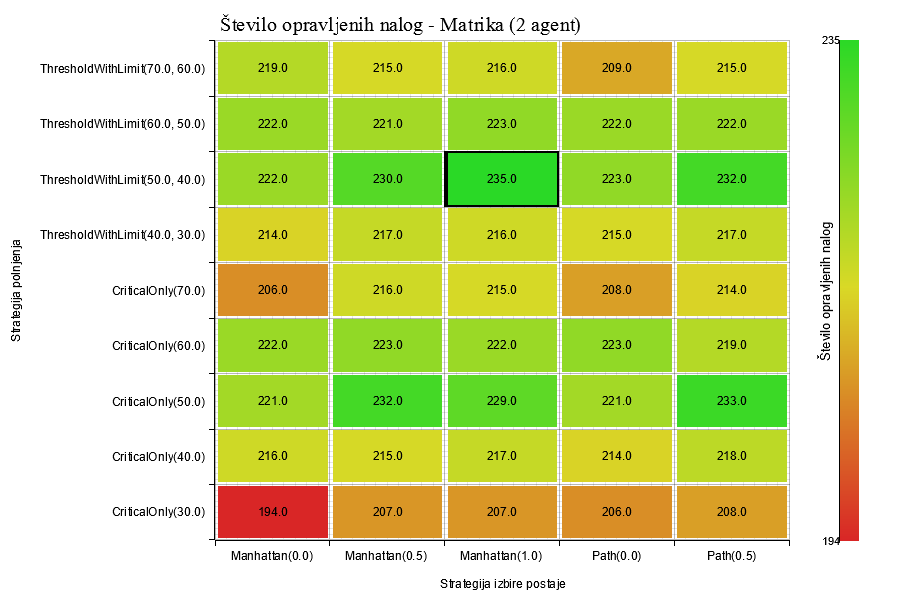 Število opravljenih nalog - Matrika (2 agent)
235
ThresholdWithLimit(70.0, 60.0) 219.0 215.0 216.0 209.0 215.0
ThresholdWithLimit(60.0, 50.0) 222.0 221.0 223.0 222.0 222.0
ThresholdWithLimit(50.0, 40.0) 222.0 230.0 235.0 223.0 232.0
ThresholdWithLimit(40.0, 30.0) 214.0 217.0 216.0 215.0 217.0
CriticalOnly(70.0) 206.0 216.0 215.0 208.0 214.0
CriticalOnly(60.0) 222.0 223.0 222.0 223.0 219.0
CriticalOnly(50.0) 221.0 232.0 229.0 221.0 233.0
CriticalOnly(40.0) 216.0 215.0 217.0 214.0 218.0
CriticalOnly(30.0) 194.0 207.0 207.0 206.0 208.0
194
Manhattan(0.0) Manhattan(0.5) Manhattan(1.0) Path(0.0) Path(0.5)
Strategija izbire postaje
Strategija polnjenja
Število opravljenih nalog